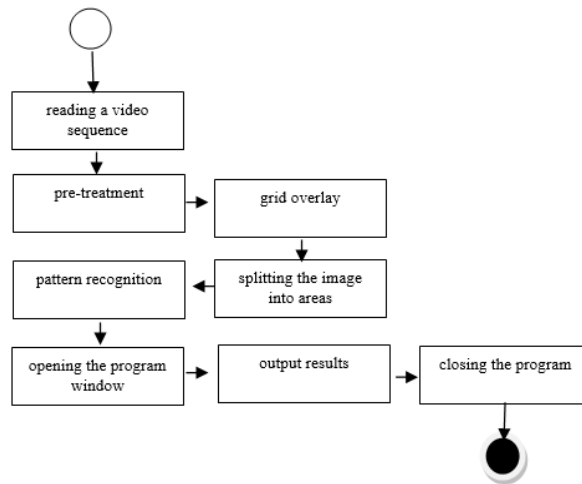 reading a video
sequence
pre-treatment
grid overlay
splitting the image
into areas
pattern recognition
opening the program
window
output results
closing the program